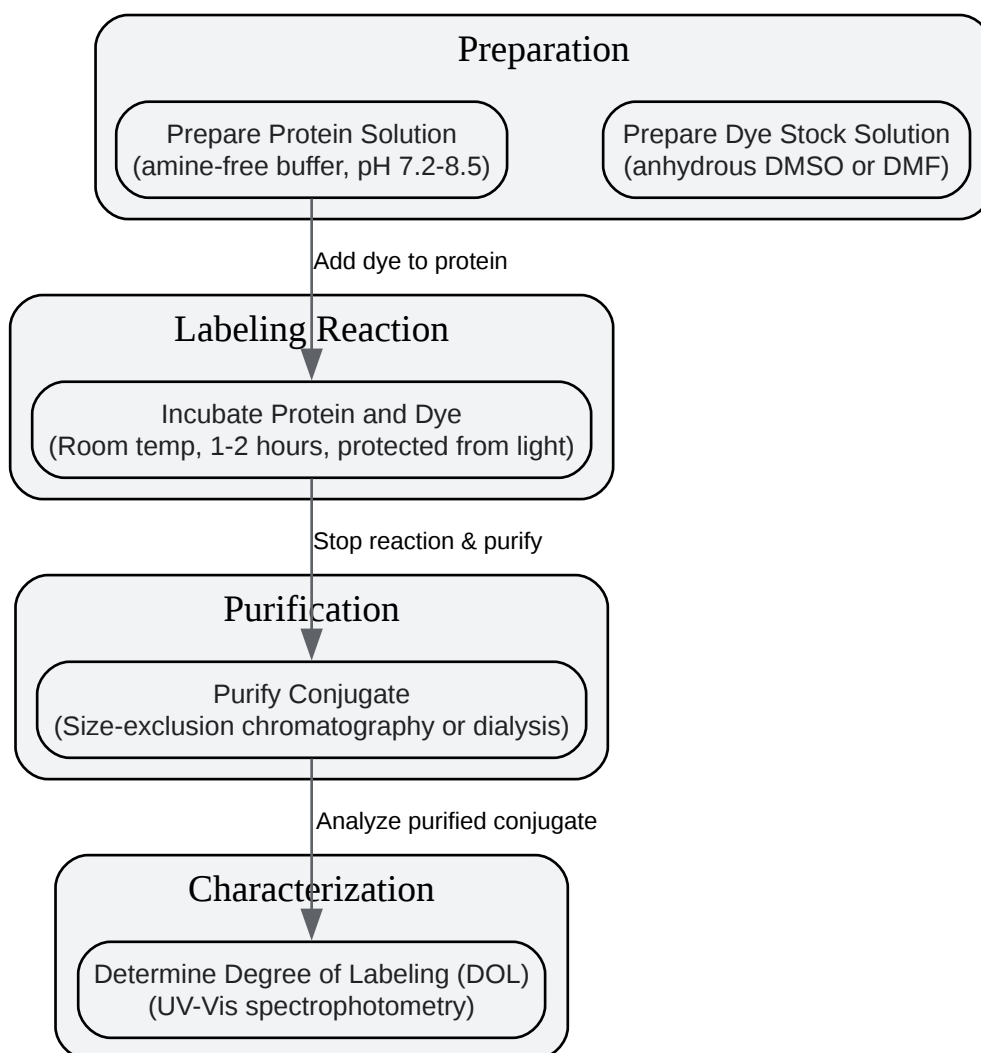 Preparation
Prepare Protein Solution
(amine-free buffer, pH 7.2-8.5)
Prepare Dye Stock Solution
(anhydrous DMSO or DMF)
Add dye to protein
Labeling Reaction
Incubate Protein and Dye
(Room temp, 1-2 hours, protected from light)
Stop reaction & purify
Purification
Purify Conjugate
(Size-exclusion chromatography or dialysis)
Analyze purified conjugate
Characterization
Determine Degree of Labeling (DOL)
(UV-Vis spectrophotometry)